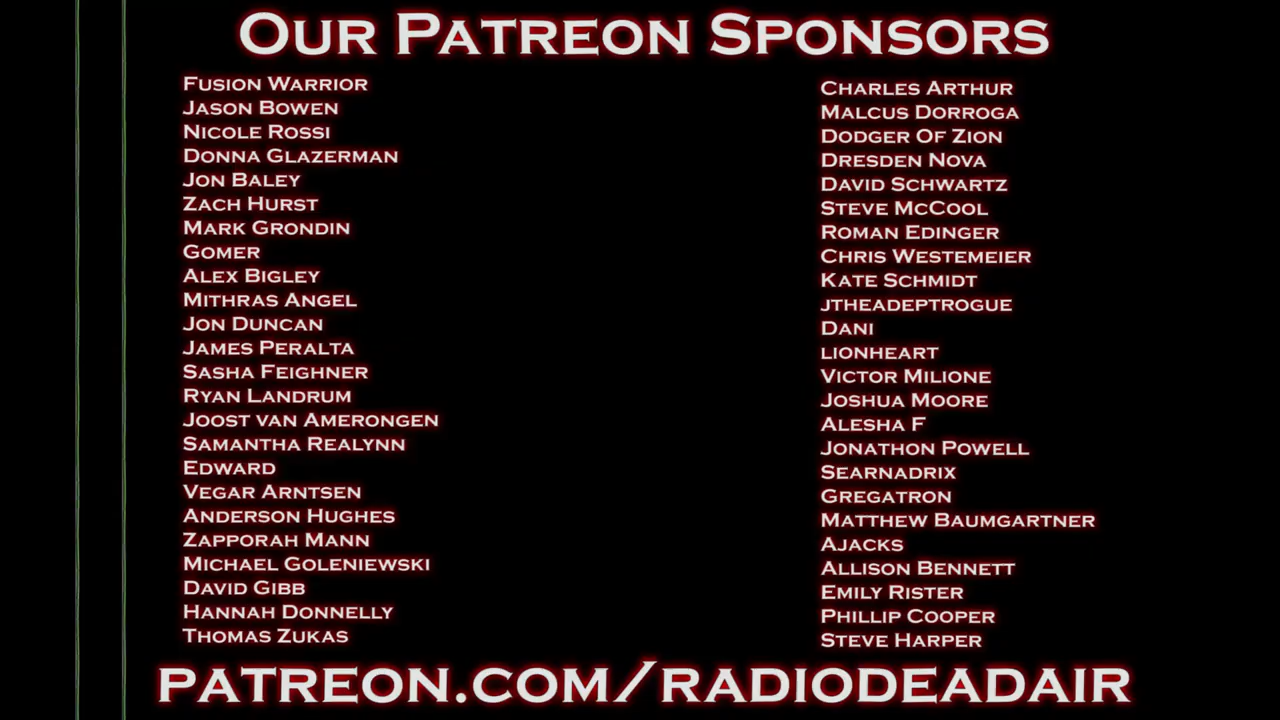 Our Patreon Sponsors
Fusion Warrior
Jason Bowen
Nicole Rossi
Donna Glazerman
Jon Baley
Zach Hurst
Mark Grondin
Gomer
Alex Bigley
Mithras Angel
Jon Duncan
James Peralta
Sasha Feighner
Ryan Landrum
Joost van Amerongen
Samantha Realynn
Edward
Vegar Arntsen
Anderson Hughes
Zapporah Mann
Michael Goleniewski
David Gibb
Hannah Donnelly
Thomas Zukas
Charles Arthur
Malcus Dorroga
Dodger Of Zion
Dresden Nova
David Schwartz
Steve McCool
Roman Edinger
Chris Westemeier
Kate Schmidt
jtheadeptrogue
Dani
lionheart
Victor Milione
Joshua Moore
Alesha F
Jonathon Powell
Searnadrix
Gregatron
Matthew Baumgartner
Ajacks
Allison Bennett
Emily Rister
Phillip Cooper
Steve Harper
patreon.com/radiodeadair